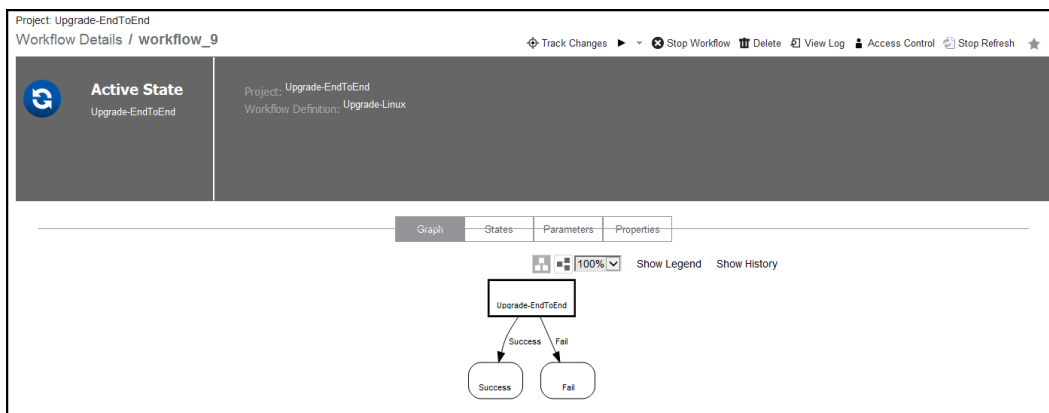 Project: Upgrade-EndToEnd
Workflow Details / workflow_9
Track Changes Stop Workflow Delete View Log Access Control Stop Refresh
Active State
Upgrade-EndToEnd
Project: Upgrade-EndToEnd
Workflow Definition: Upgrade-Linux
Graph States Parameters Properties
100% Show Legend Show History
Upgrade-EndToEnd
Success Fail
Success Fail